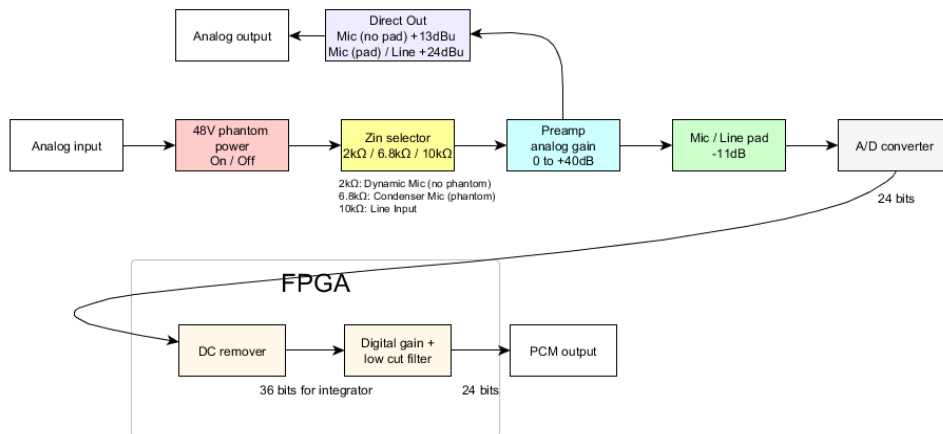 Direct Out
Mic (no pad) +13dBu
Mic (pad) / Line +24dBu
Analog output
Analog input
48V phantom
power
On / Off
Zin selector
2kΩ / 6.8kΩ / 10kΩ
Preamp
analog gain
0 to +40dB
Mic / Line pad
-11dB
A/D converter
2kΩ: Dynamic Mic (no phantom)
6.8kΩ: Condenser Mic (phantom)
10kΩ: Line Input
24 bits
FPGA
DC remover
Digital gain +
low cut filter
PCM output
36 bits for integrator
24 bits